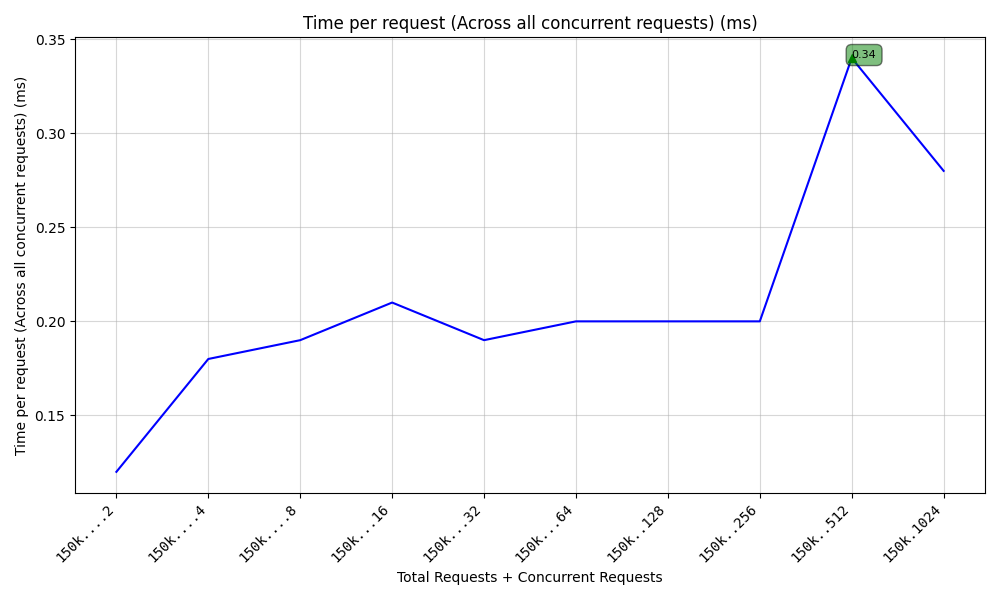 Time per request (Across all concurrent requests) (ms)
Time per request (Across all concurrent requests) (ms)
0.35
0.30
0.25
0.20
0.15
0.34
150k....2
150k....4
150k....8
150k...16
150k...32
150k...64
150k..128
150k..256
150k..512
150k.1024
Total Requests + Concurrent Requests